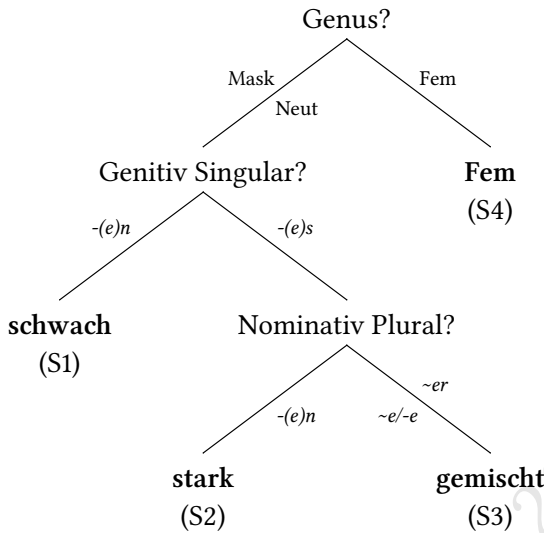 Genus?
Mask
Neut
Fem
Genitiv Singular?
Fem
(S4)
-(e)n
-(e)s
schwach
(S1)
Nominativ Plural?
-(e)n
~e/-e
~er
stark
(S2)
gemischt
(S3)